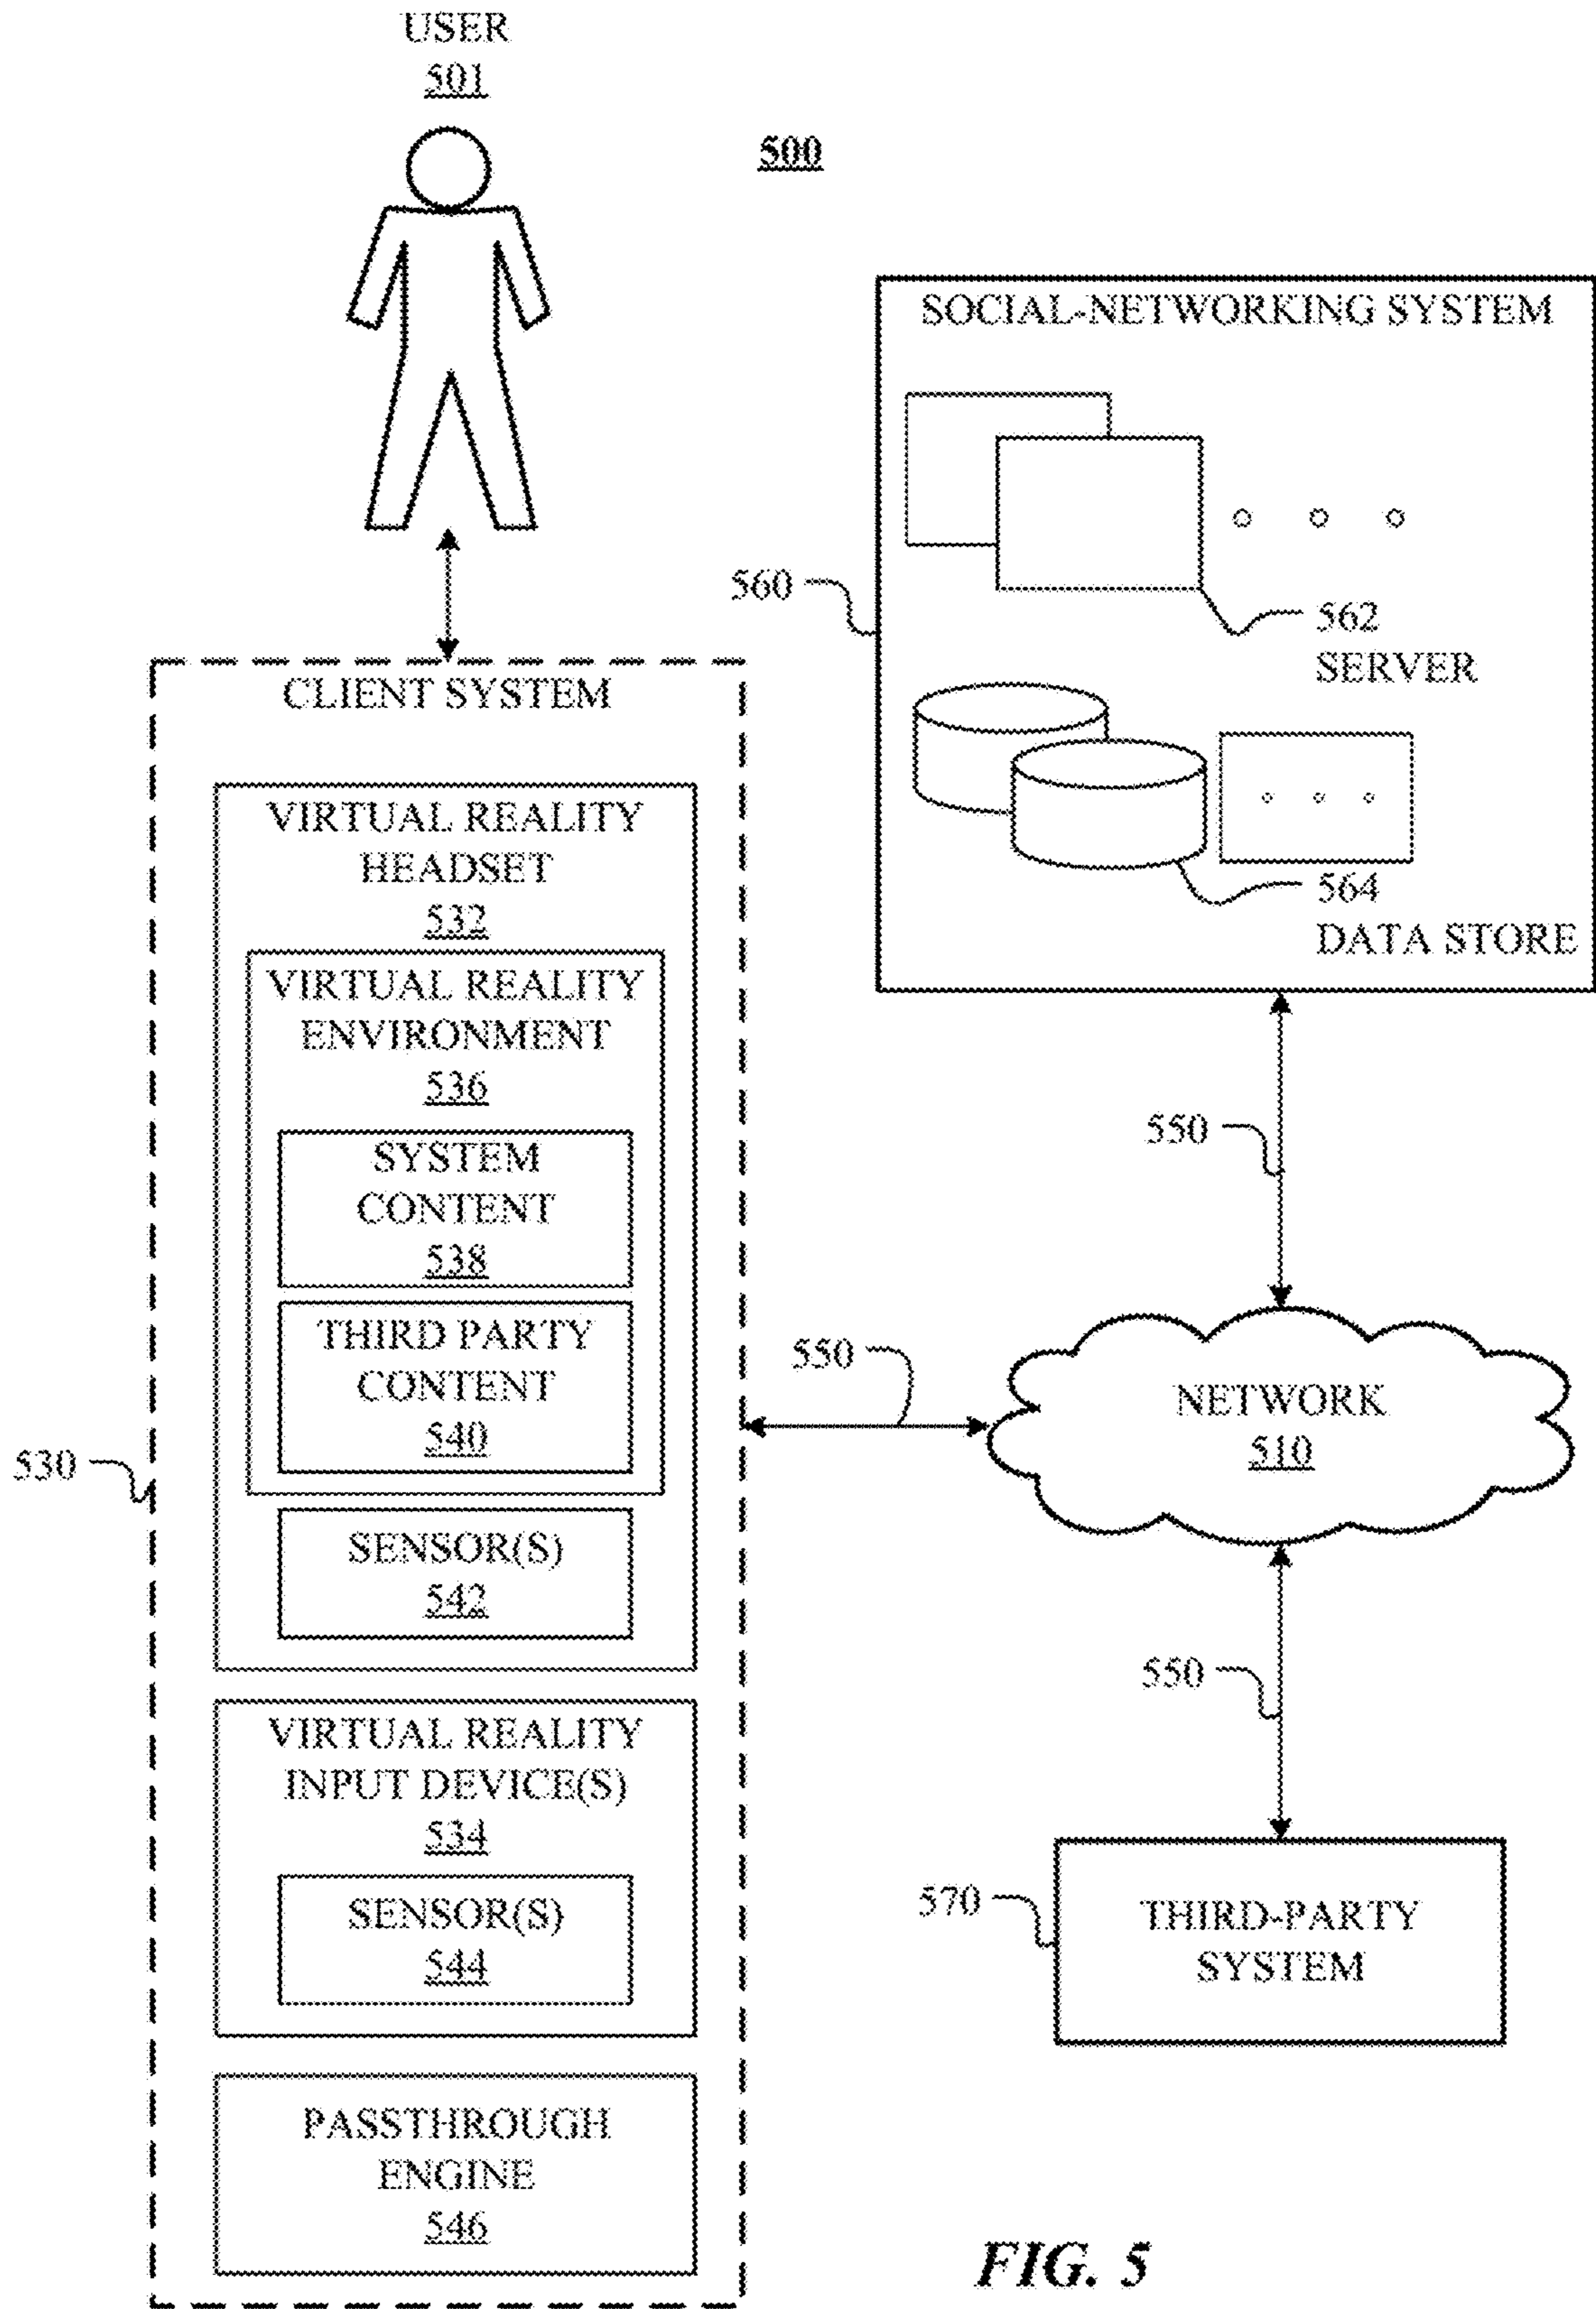 USER
501
500
SOCIAL-NETWORKING SYSTEM
560
562
SERVER
564
DATA STORE
CLIENT SYSTEM
VIRTUAL REALITY
HEADSET
532
VIRTUAL REALITY
ENVIRONMENT
536
SYSTEM
CONTENT
538
THIRD PARTY
CONTENT
540
530
SENSOR(S)
542
VIRTUAL REALITY
INPUT DEVICE(S)
534
SENSOR(S)
544
PASSTHROUGH
ENGINE
546
550
550
NETWORK
510
550
570
THIRD-PARTY
SYSTEM
FIG. 5